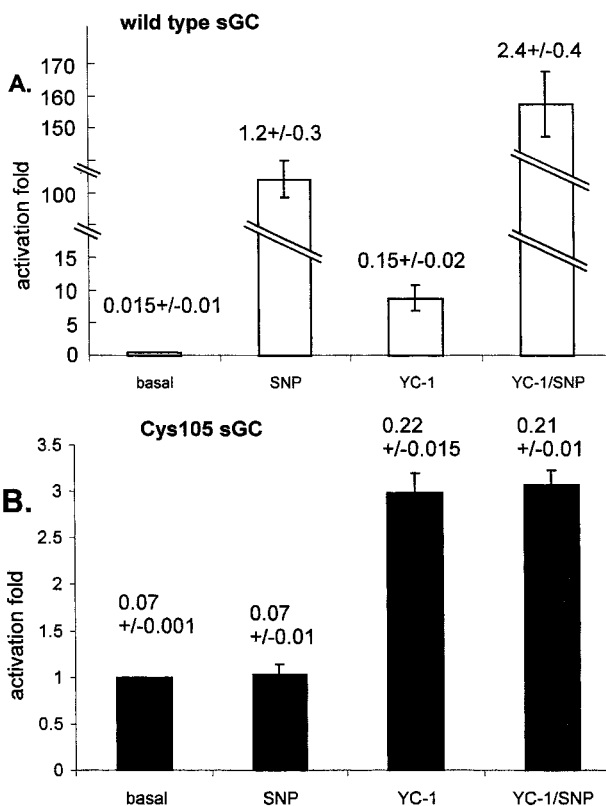 wild type sGC
A.
activation fold
170
160
150
100
15
10
5
0
0.015+/-0.01
1.2+/-0.3
0.15+/-0.02
2.4+/-0.4
basal
SNP
YC-1
YC-1/SNP
Cys105 sGC
B.
activation fold
3.5
3
2.5
2
1.5
1
0.5
0
0.07
+/-0.001
0.07
+/-0.01
0.22
+/-0.015
0.21
+/-0.01
basal
SNP
YC-1
YC-1/SNP